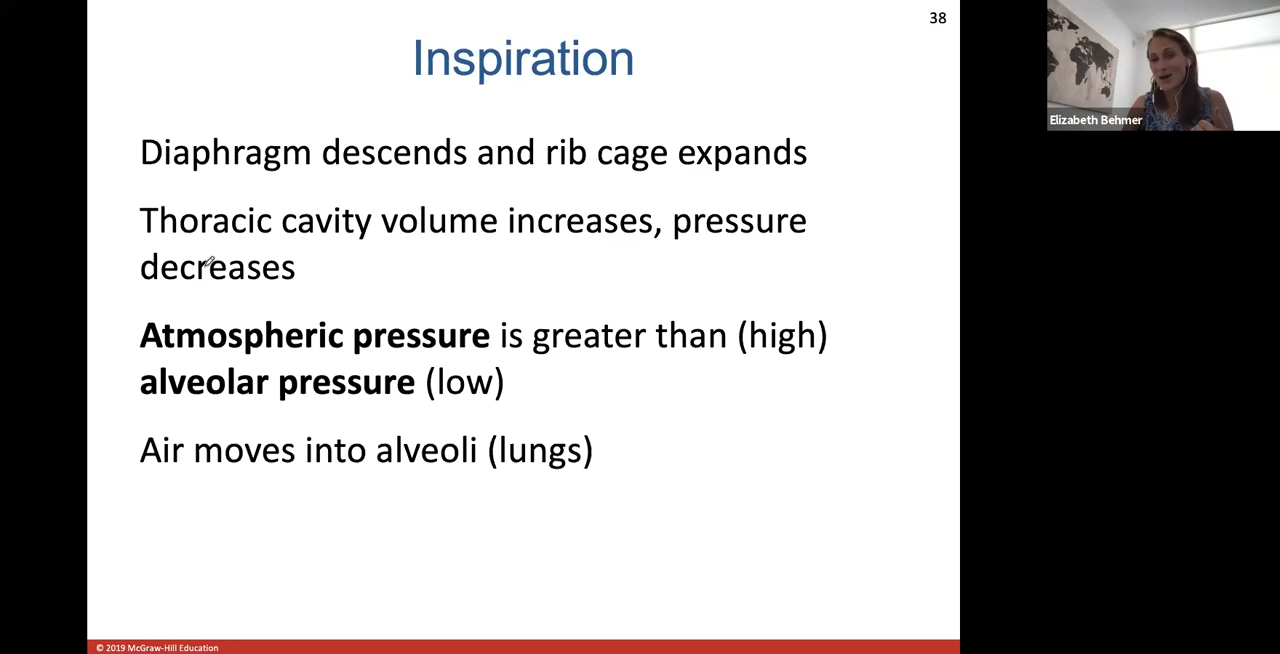 38
Inspiration
Elizabeth Behmer
Diaphragm descends and rib cage expands
Thoracic cavity volume increases, pressure
decreases
Atmospheric pressure is greater than (high)
alveolar pressure (low)
Air moves into alveoli (lungs)
© 2019 McGraw-Hill Education